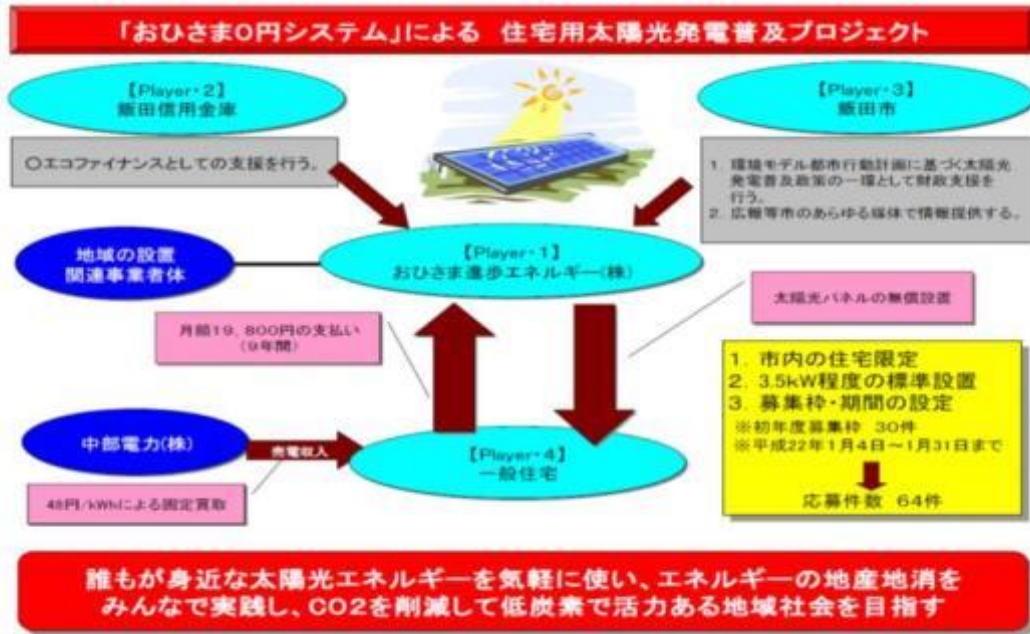 「おひさま0円システム」による 住宅用太陽光発電普及プロジェクト
【Player・2】
飯田信用金庫
【Player・3】
飯田市
〇エコファイナンスとしての支援を行う。
1. 環境モデル都市行動計画に基づく太陽光
発電普及政策の一環として財政支援を
行う。
2. 広報等市のあらゆる媒体で情報提供する。
【Player・1】
おひさま進歩エネルギー(株)
地域の設置
関連事業者体
太陽光パネルの無償設置
月額19,800円の支払い
(9年間)
1. 市内の住宅限定
2. 3.5kW程度の標準設置
3. 募集枠・期間の設定
※初年度募集枠 30件
※平成22年1月4日～1月31日まで
応募件数 64件
中部電力(株)
売電収入
【Player・4】
一般住宅
48円/kWhによる固定買取
誰もが身近な太陽光エネルギーを気軽に使い、エネルギーの地産地消を
みんなで実践し、CO2を削減して低炭素で活力ある地域社会を目指す